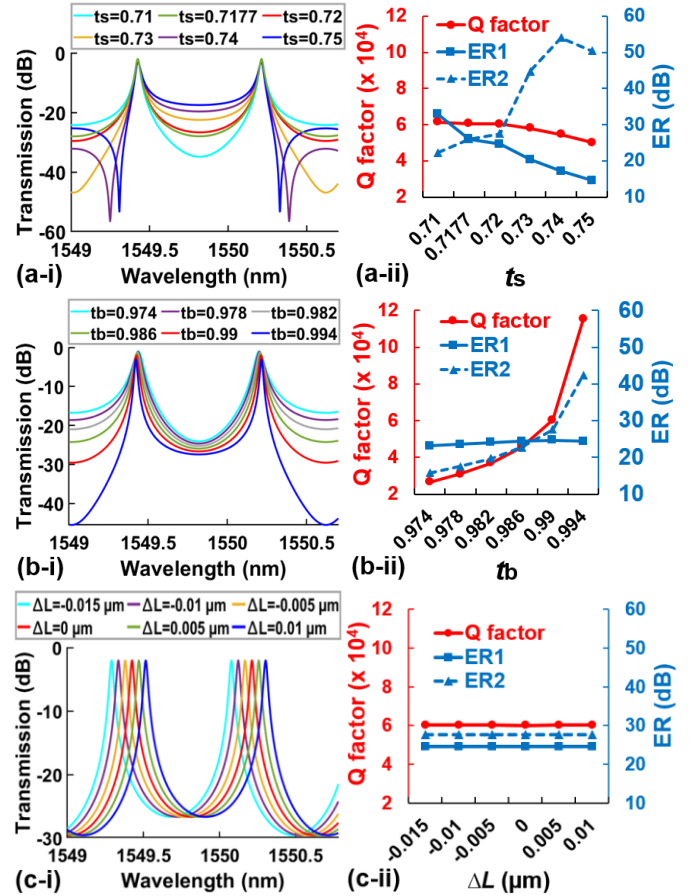 ts=0.71 ts=0.7177 ts=0.72
ts=0.73 ts=0.74 ts=0.75
Transmission (dB)
0
-20
-40
-60
1549 1549.5 1550 1550.5
Wavelength (nm)
(a-i)
Q factor
ER1
ER2
Q factor (x 10⁴)
12
10
8
6
4
2
ER (dB)
60
50
40
30
20
10
0.71 0.7177 0.72 0.73 0.74 0.75
(a-ii)
ts
tb=0.974 tb=0.978 tb=0.982
tb=0.986 tb=0.99 tb=0.994
Transmission (dB)
0
-10
-20
-30
-40
1549 1549.5 1550 1550.5
Wavelength (nm)
(b-i)
Q factor
ER1
ER2
Q factor (x 10⁴)
12
10
8
6
4
2
ER (dB)
60
50
40
30
20
10
0.974 0.978 0.982 0.986 0.99 0.994
(b-ii)
tb
ΔL=-0.015 µm ΔL=-0.01 µm ΔL=-0.005 µm
ΔL=0 µm ΔL=0.005 µm ΔL=0.01 µm
Transmission (dB)
0
-10
-20
-30
1549 1549.5 1550 1550.5
Wavelength (nm)
(c-i)
Q factor
ER1
ER2
Q factor (x 10⁴)
12
10
8
6
4
2
ER (dB)
60
50
40
30
20
10
-0.015 -0.01 -0.005 0 0.005 0.01
(c-ii)
ΔL (µm)